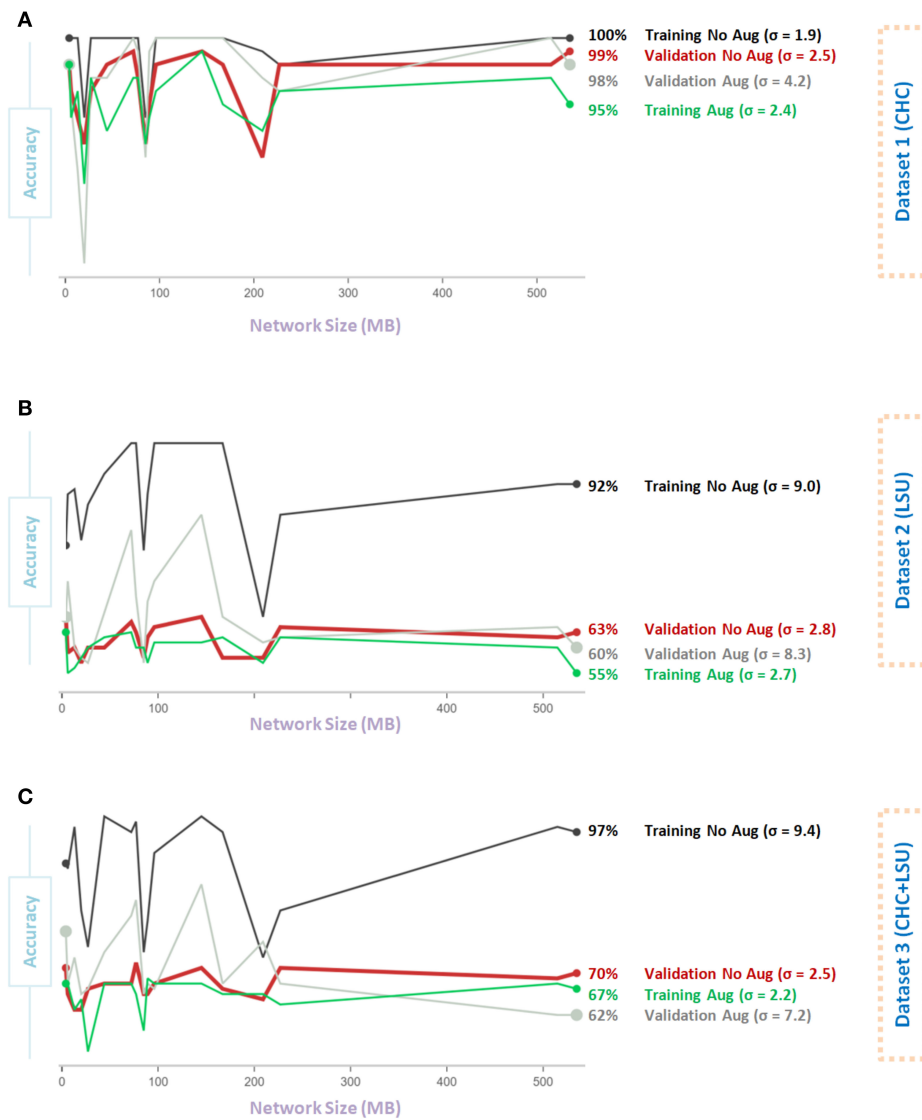 A
Accuracy
100% Training No Aug (σ = 1.9)
99% Validation No Aug (σ = 2.5)
98% Validation Aug (σ = 4.2)
95% Training Aug (σ = 2.4)
Dataset 1 (CHC)
0 100 200 300 400 500
Network Size (MB)
B
Accuracy
92% Training No Aug (σ = 9.0)
63% Validation No Aug (σ = 2.8)
60% Validation Aug (σ = 8.3)
55% Training Aug (σ = 2.7)
Dataset 2 (LSU)
0 100 200 300 400 500
Network Size (MB)
C
Accuracy
97% Training No Aug (σ = 9.4)
70% Validation No Aug (σ = 2.5)
67% Training Aug (σ = 2.2)
62% Validation Aug (σ = 7.2)
Dataset 3 (CHC+LSU)
0 100 200 300 400 500
Network Size (MB)